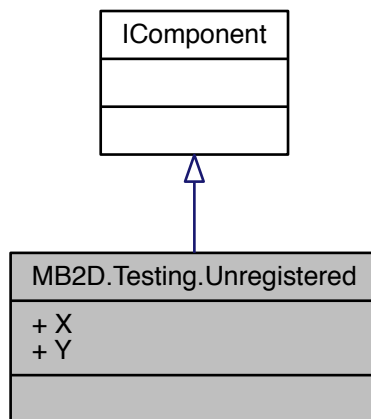 IComponent
MB2D.Testing.Unregistered
+ X
+ Y